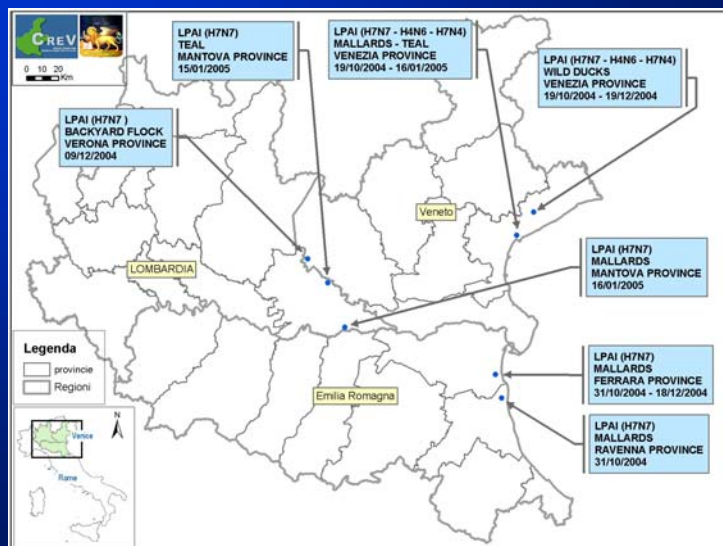 CREV
0 10 20
Km
LPAI (H7N7)
TEAL
MANTOVA PROVINCE
15/01/2005
LPAI (H7N7 - H4N6 - H7N4)
MALLARDS - TEAL
VENEZIA PROVINCE
19/10/2004 - 16/01/2005
LPAI (H7N7 - H4N6 - H7N4)
WILD DUCKS
VENEZIA PROVINCE
19/10/2004 - 19/12/2004
LPAI (H7N7 )
BACKYARD FLOCK
VERONA PROVINCE
09/12/2004
Veneto
LOMBARDIA
LPAI (H7N7)
MALLARDS
MANTOVA PROVINCE
16/01/2005
Legenda
provincie
Regioni
Emilia Romagna
LPAI (H7N7)
MALLARDS
FERRARA PROVINCE
31/10/2004 - 18/12/2004
LPAI (H7N7)
MALLARDS
RAVENNA PROVINCE
31/10/2004
N
Venice
Rome